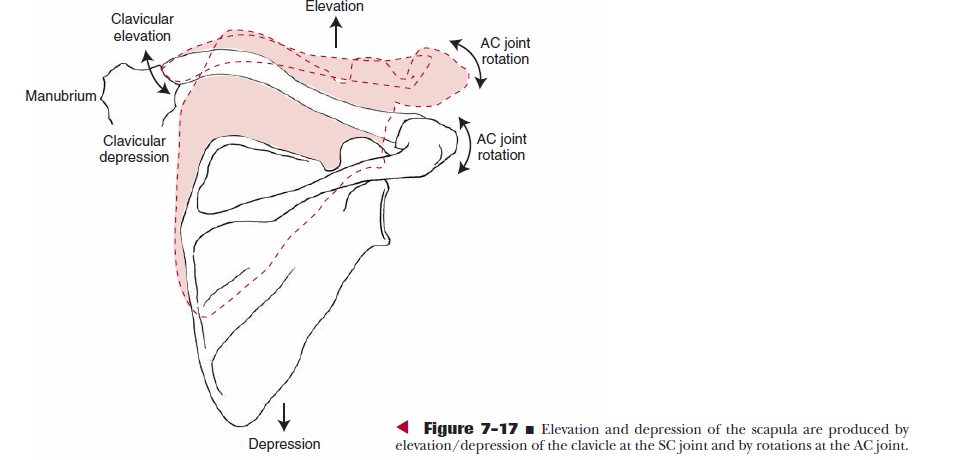 Elevation
Clavicular
elevation
AC joint
rotation
Manubrium
Clavicular
depression
AC joint
rotation
Depression
◀ Figure 7-17 ■ Elevation and depression of the scapula are produced by
elevation/depression of the clavicle at the SC joint and by rotations at the AC joint.